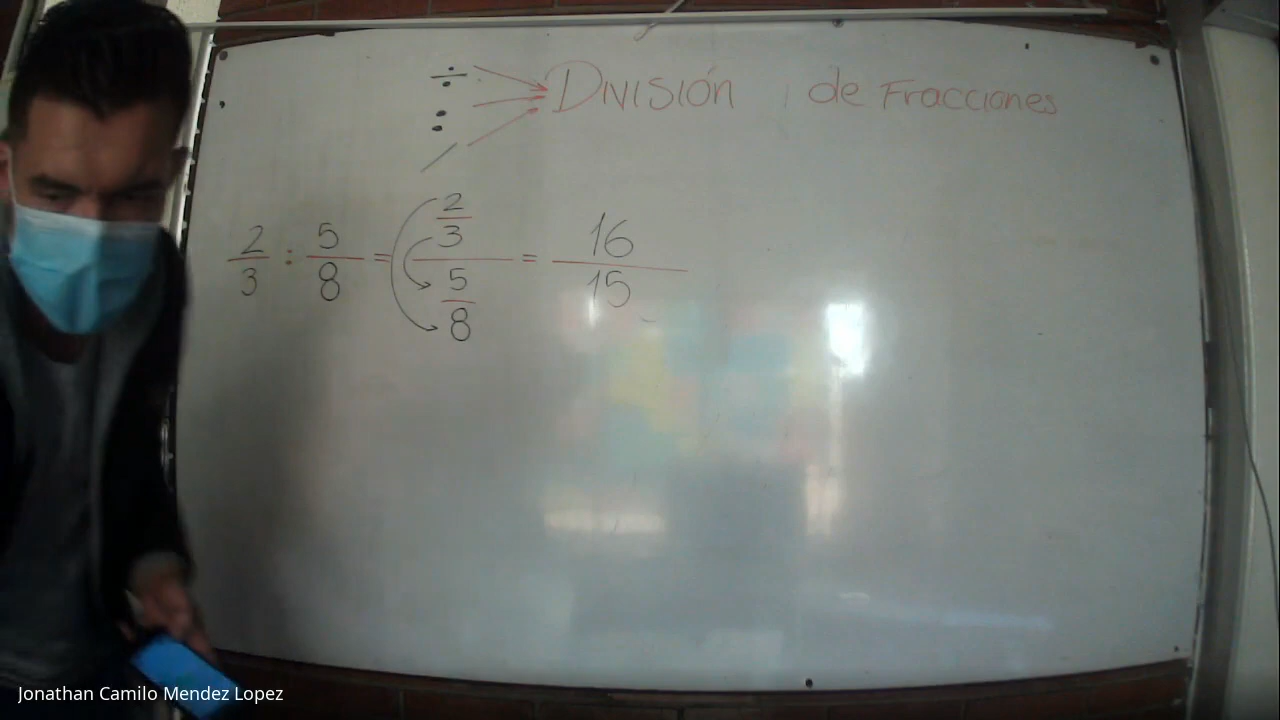 ÷
:
/
División de Fracciones
2/3 : 5/8 = (2/3)/(5/8) = 16/15
Jonathan Camilo Mendez Lopez